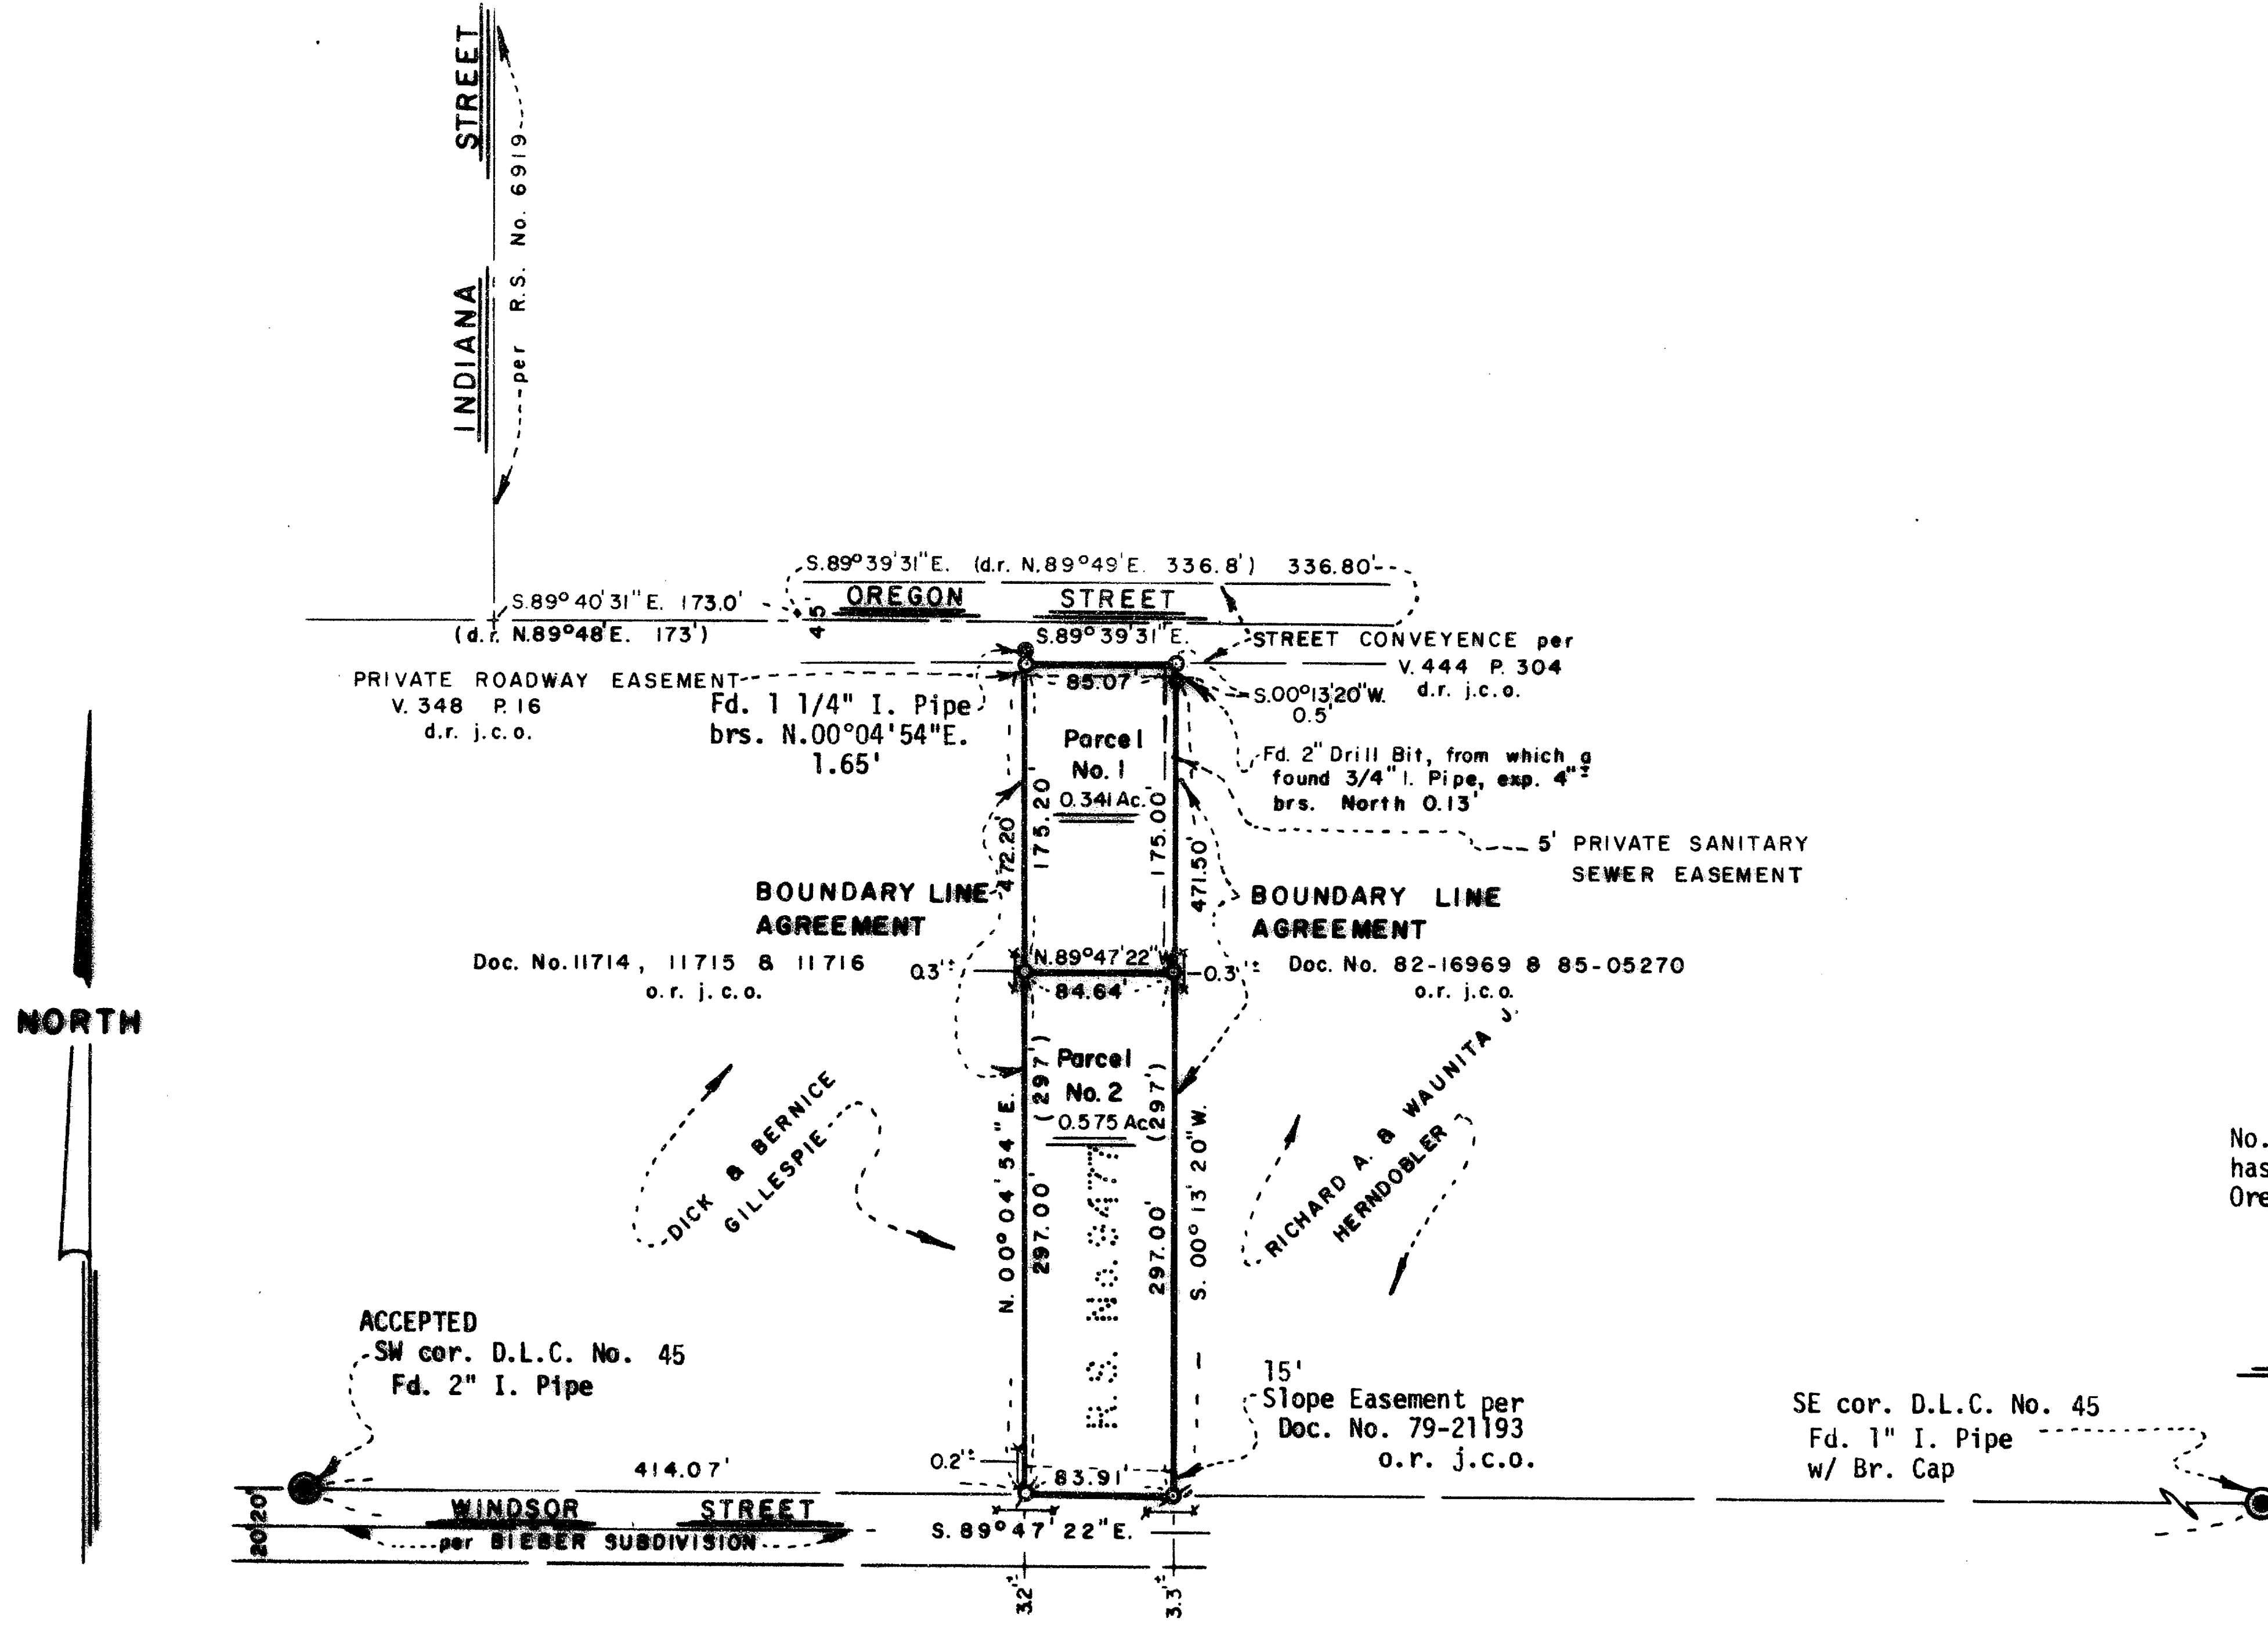 INDIANA STREET
per R.S. No. 6919
S.89°39'31"E. (d.r. N.89°49'E. 336.8') 336.80'
OREGON STREET
S.89°40'31"E. 173.0'
(d.r. N.89°48'E. 173')
45'
S.89°39'31"E.
85.07'
STREET CONVEYENCE per
V. 444 P. 304
d.r. j.c.o.
PRIVATE ROADWAY EASEMENT
V. 348 P. 16
d.r. j.c.o.
Fd. 1 1/4" I. Pipe
brs. N.00°04'54"E.
1.65'
S.00°13'20"W.
0.5'
Fd. 2" Drill Bit, from which a
found 3/4" I. Pipe, exp. 4"±
brs. North 0.13'
Parcel
No. 1
0.341 Ac.
472.20'
175.20'
175.00'
471.50'
5' PRIVATE SANITARY
SEWER EASEMENT
BOUNDARY LINE
AGREEMENT
Doc. No. 11714, 11715 & 11716
o.r. j.c.o.
BOUNDARY LINE
AGREEMENT
Doc. No. 82-16969 & 85-05270
o.r. j.c.o.
0.3'±
N.89°47'22"W.
84.64'
0.3'±
NORTH
Parcel
No. 2
0.575 Ac.
(297')
(297')
N. 00°04'54"E.
297.00'
297.00'
S. 00°13'20"W.
R.S. No. 8477
DICK & BERNICE
GILLESPIE
RICHARD A. & WAUNITA J.
HERNDOBLER
No.
has
Ore
ACCEPTED
SW cor. D.L.C. No. 45
Fd. 2" I. Pipe
15'
Slope Easement per
Doc. No. 79-21193
o.r. j.c.o.
SE cor. D.L.C. No. 45
Fd. 1" I. Pipe
w/ Br. Cap
0.2'±
414.07'
83.91'
WINDSOR STREET
per BIEBER SUBDIVISION
20' 20'
S. 89°47'22"E.
3.2'±
3.3'±